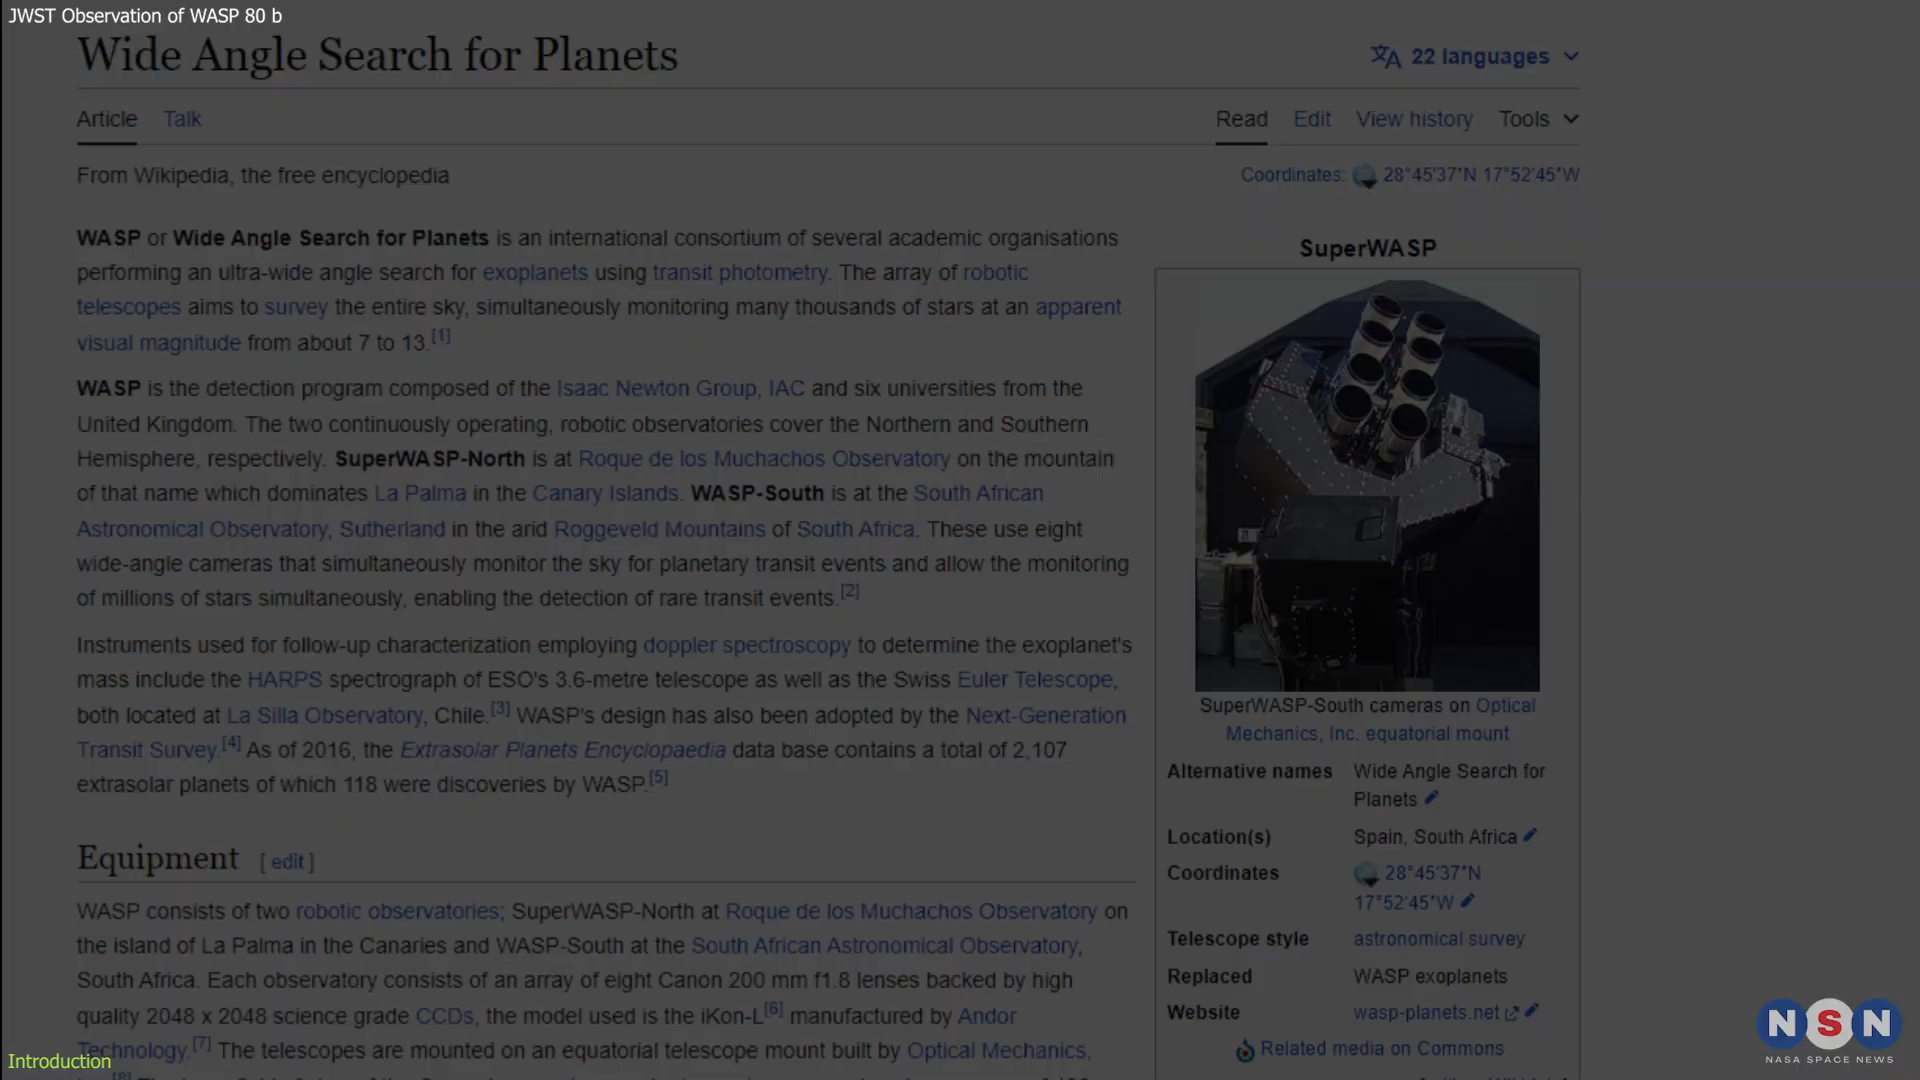 JWST Observation of WASP 80 b
Wide Angle Search for Planets
22 languages
Article Talk
Read Edit View history Tools
From Wikipedia, the free encyclopedia
Coordinates: 28°45′37″N 17°52′45″W
WASP or Wide Angle Search for Planets is an international consortium of several academic organisations
performing an ultra-wide angle search for exoplanets using transit photometry. The array of robotic
telescopes aims to survey the entire sky, simultaneously monitoring many thousands of stars at an apparent
visual magnitude from about 7 to 13.[1]
WASP is the detection program composed of the Isaac Newton Group, IAC and six universities from the
United Kingdom. The two continuously operating, robotic observatories cover the Northern and Southern
Hemisphere, respectively. SuperWASP-North is at Roque de los Muchachos Observatory on the mountain
of that name which dominates La Palma in the Canary Islands. WASP-South is at the South African
Astronomical Observatory, Sutherland in the arid Roggeveld Mountains of South Africa. These use eight
wide-angle cameras that simultaneously monitor the sky for planetary transit events and allow the monitoring
of millions of stars simultaneously, enabling the detection of rare transit events.[2]
Instruments used for follow-up characterization employing doppler spectroscopy to determine the exoplanet's
mass include the HARPS spectrograph of ESO's 3.6-metre telescope as well as the Swiss Euler Telescope,
both located at La Silla Observatory, Chile.[3] WASP's design has also been adopted by the Next-Generation
Transit Survey.[4] As of 2016, the Extrasolar Planets Encyclopaedia data base contains a total of 2,107
extrasolar planets of which 118 were discoveries by WASP.[5]
Equipment [ edit ]
WASP consists of two robotic observatories; SuperWASP-North at Roque de los Muchachos Observatory on
the island of La Palma in the Canaries and WASP-South at the South African Astronomical Observatory,
South Africa. Each observatory consists of an array of eight Canon 200 mm f1.8 lenses backed by high
quality 2048 x 2048 science grade CCDs, the model used is the iKon-L[6] manufactured by Andor
Technology.[7] The telescopes are mounted on an equatorial telescope mount built by Optical Mechanics,
SuperWASP
SuperWASP-South cameras on Optical
Mechanics, Inc. equatorial mount
Alternative names Wide Angle Search for
Planets
Location(s) Spain, South Africa
Coordinates 28°45′37″N
17°52′45″W
Telescope style astronomical survey
Replaced WASP exoplanets
Website wasp-planets.net
Related media on Commons
Introduction
NSN
NASA SPACE NEWS